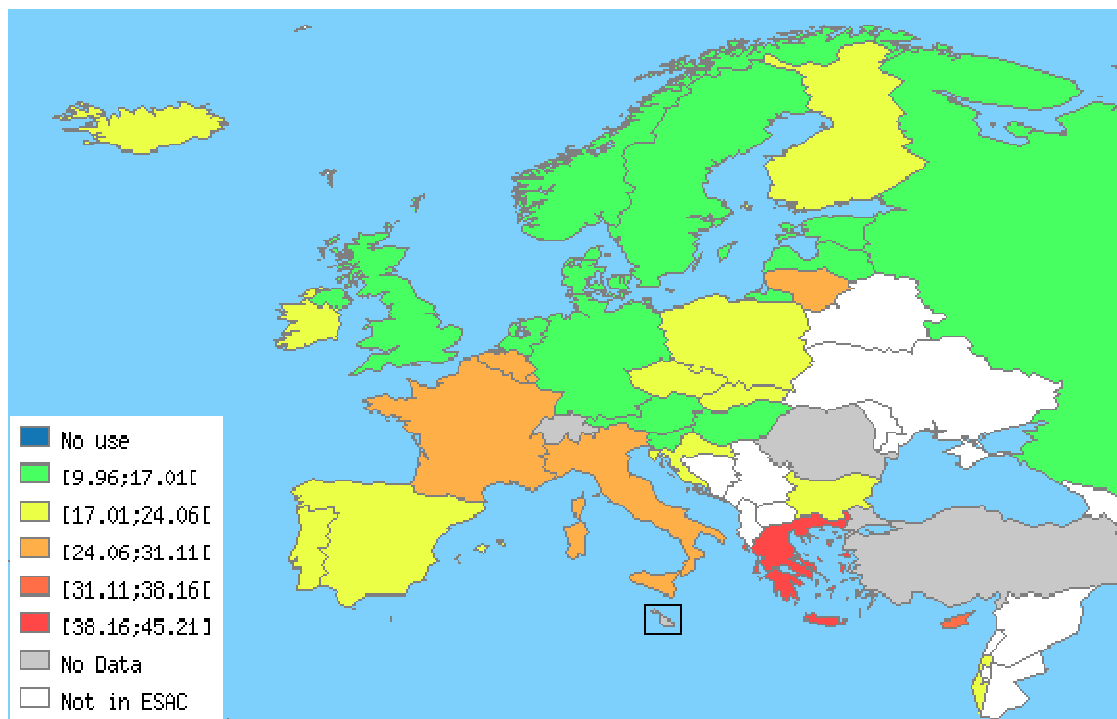 No use
[9.96;17.01[
[17.01;24.06[
[24.06;31.11[
[31.11;38.16[
[38.16;45.21]
No Data
Not in ESAC